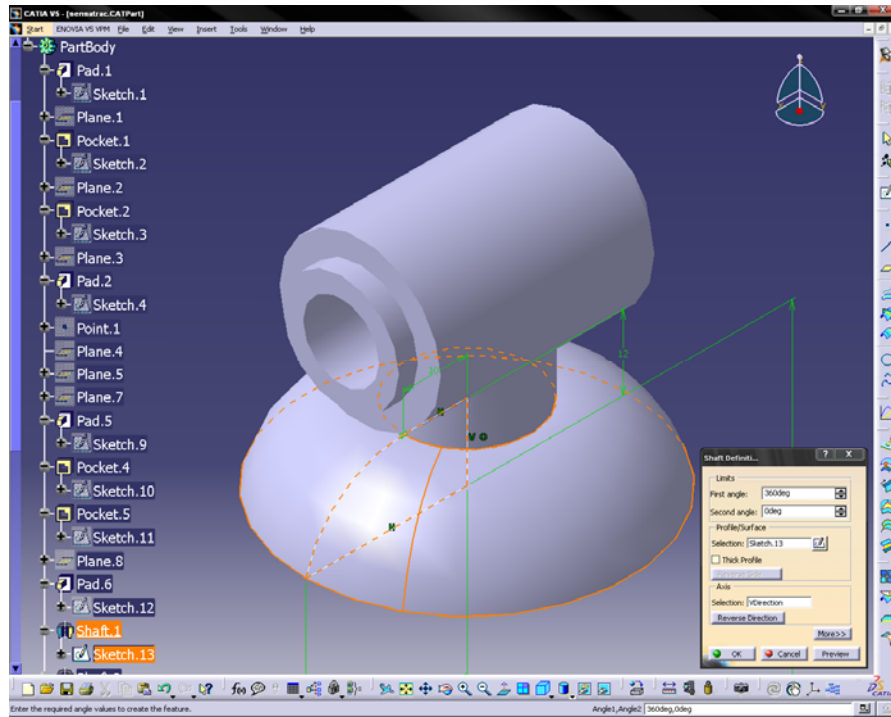 CATIA V5 - [sensatrac.CATPart]
Start ENOVIA V5 VPM File Edit View Insert Tools Window Help
PartBody
Pad.1
Sketch.1
Plane.1
Pocket.1
Sketch.2
Plane.2
Pocket.2
Sketch.3
Plane.3
Pad.2
Sketch.4
Point.1
Plane.4
Plane.5
Plane.7
Pad.5
Sketch.9
Pocket.4
Sketch.10
Pocket.5
Sketch.11
Plane.8
Pad.6
Sketch.12
Shaft.1
Sketch.13
12
H
V
H
Shaft Definiti... ? X
Limits
First angle: 360deg
Second angle: 0deg
Profile/Surface
Selection: Sketch.13
Thick Profile
Axis
Selection: VDirection
Reverse Direction
More>>
OK Cancel Preview
Enter the required angle values to create the feature.
Angle1,Angle2 360deg,0deg